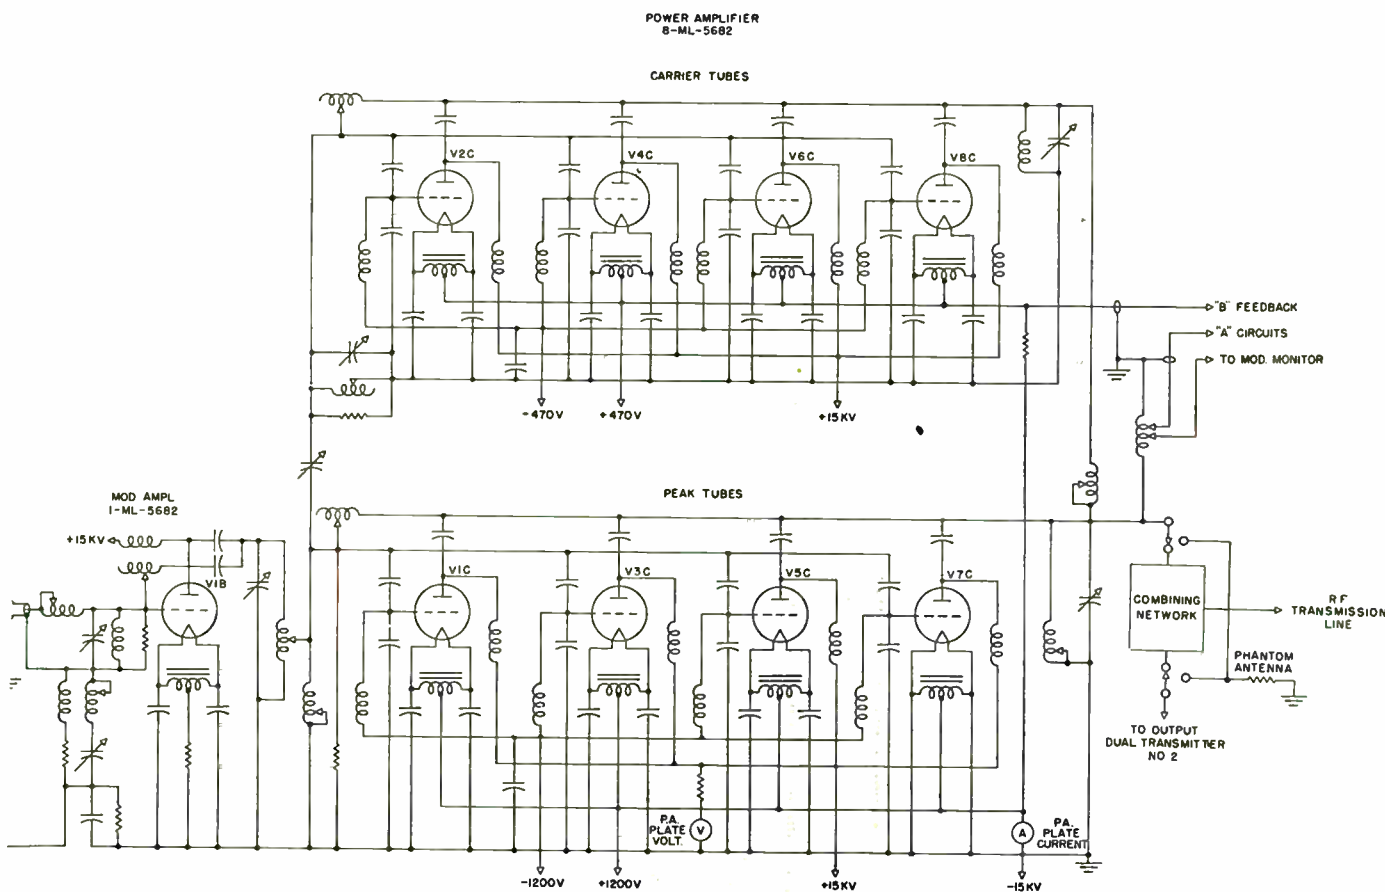 POWER AMPLIFIER
8-ML-5682
CARRIER TUBES
V2C
V4C
V6C
V8C
"B" FEEDBACK
"A" CIRCUITS
TO MOD. MONITOR
-470V
+470V
+15KV
PEAK TUBES
MOD AMPL
1-ML-5682
+15KV
V1B
V1C
V3C
V5C
V7C
COMBINING
NETWORK
RF
TRANSMISSION
LINE
PHANTOM
ANTENNA
TO OUTPUT
DUAL TRANSMITTER
NO 2
P.A.
PLATE
VOLT.
V
A
P.A.
PLATE
CURRENT
-1200V
+1200V
+15KV
-15KV